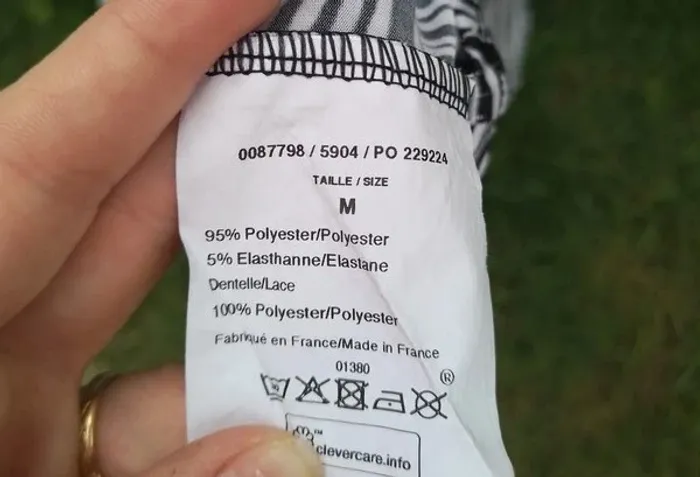 0087798 / 5904 / PO 229224
TAILLE / SIZE
M
95% Polyester/Polyester
5% Elasthanne/Elastane
Dentelle/Lace
100% Polyester/Polyester
Fabriqué en France/Made in France
01380
®
™
clevercare.info